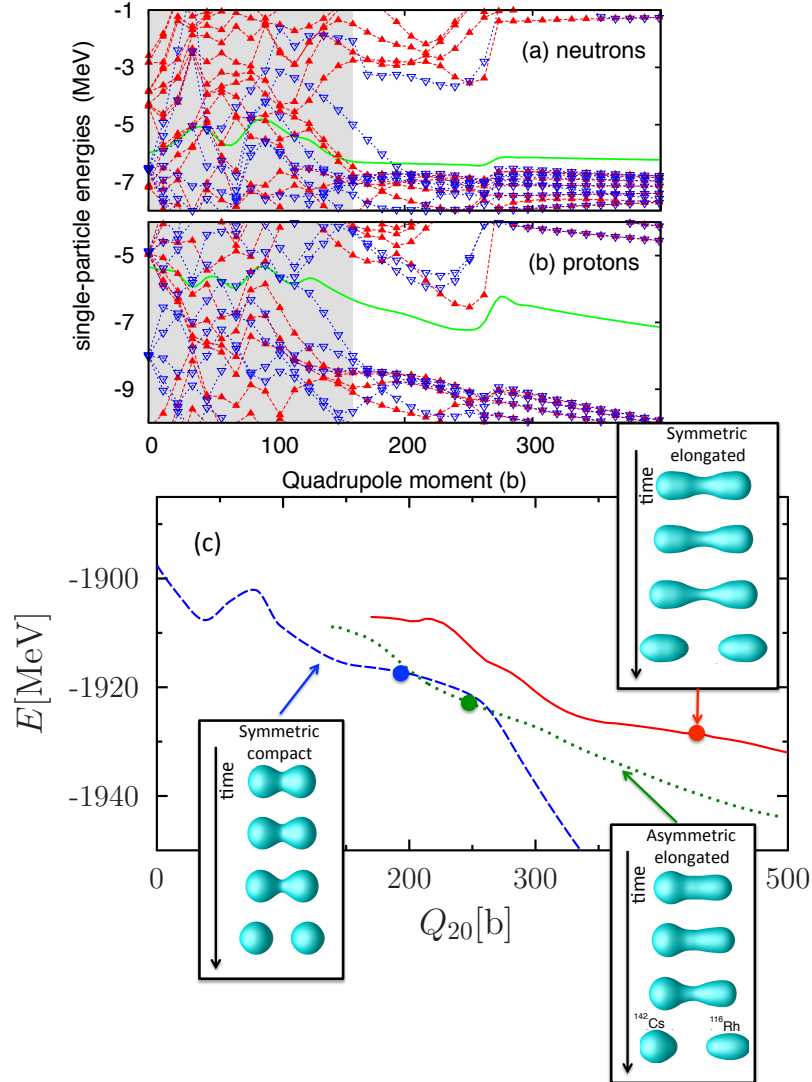 -1
-3
-5
-7
(a) neutrons
single-particle energies (MeV)
-5
-7
-9
(b) protons
0 100 200 300
Quadrupole moment (b)
Symmetric
elongated
time
(c)
-1900
-1920
-1940
E[MeV]
Symmetric
compact
time
Asymmetric
elongated
time
142Cs 116Rh
0 200 300 500
Q20[b]